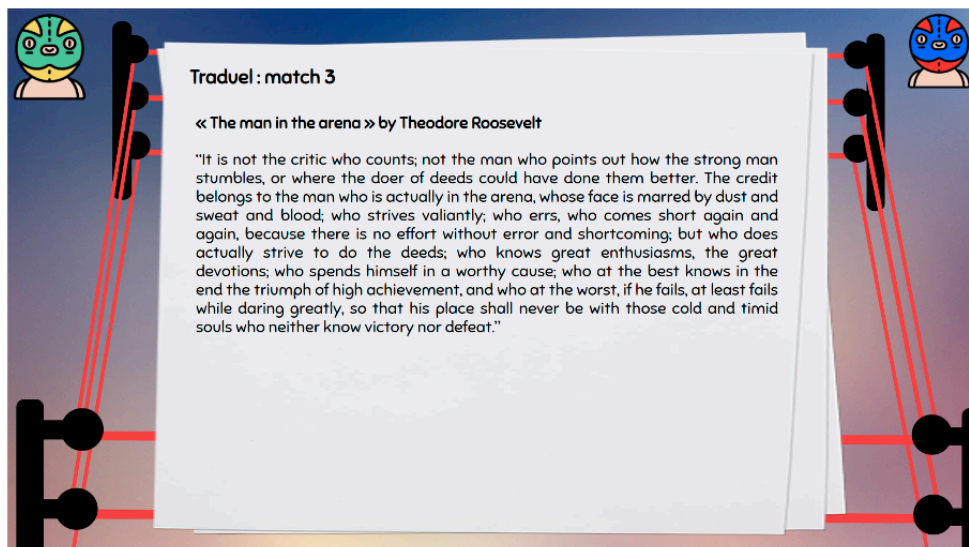 Traduel : match 3
« The man in the arena » by Theodore Roosevelt
"It is not the critic who counts; not the man who points out how the strong man
stumbles, or where the doer of deeds could have done them better. The credit
belongs to the man who is actually in the arena, whose face is marred by dust and
sweat and blood; who strives valiantly; who errs, who comes short again and
again, because there is no effort without error and shortcoming; but who does
actually strive to do the deeds; who knows great enthusiasms, the great
devotions; who spends himself in a worthy cause; who at the best knows in the
end the triumph of high achievement, and who at the worst, if he fails, at least fails
while daring greatly, so that his place shall never be with those cold and timid
souls who neither know victory nor defeat."